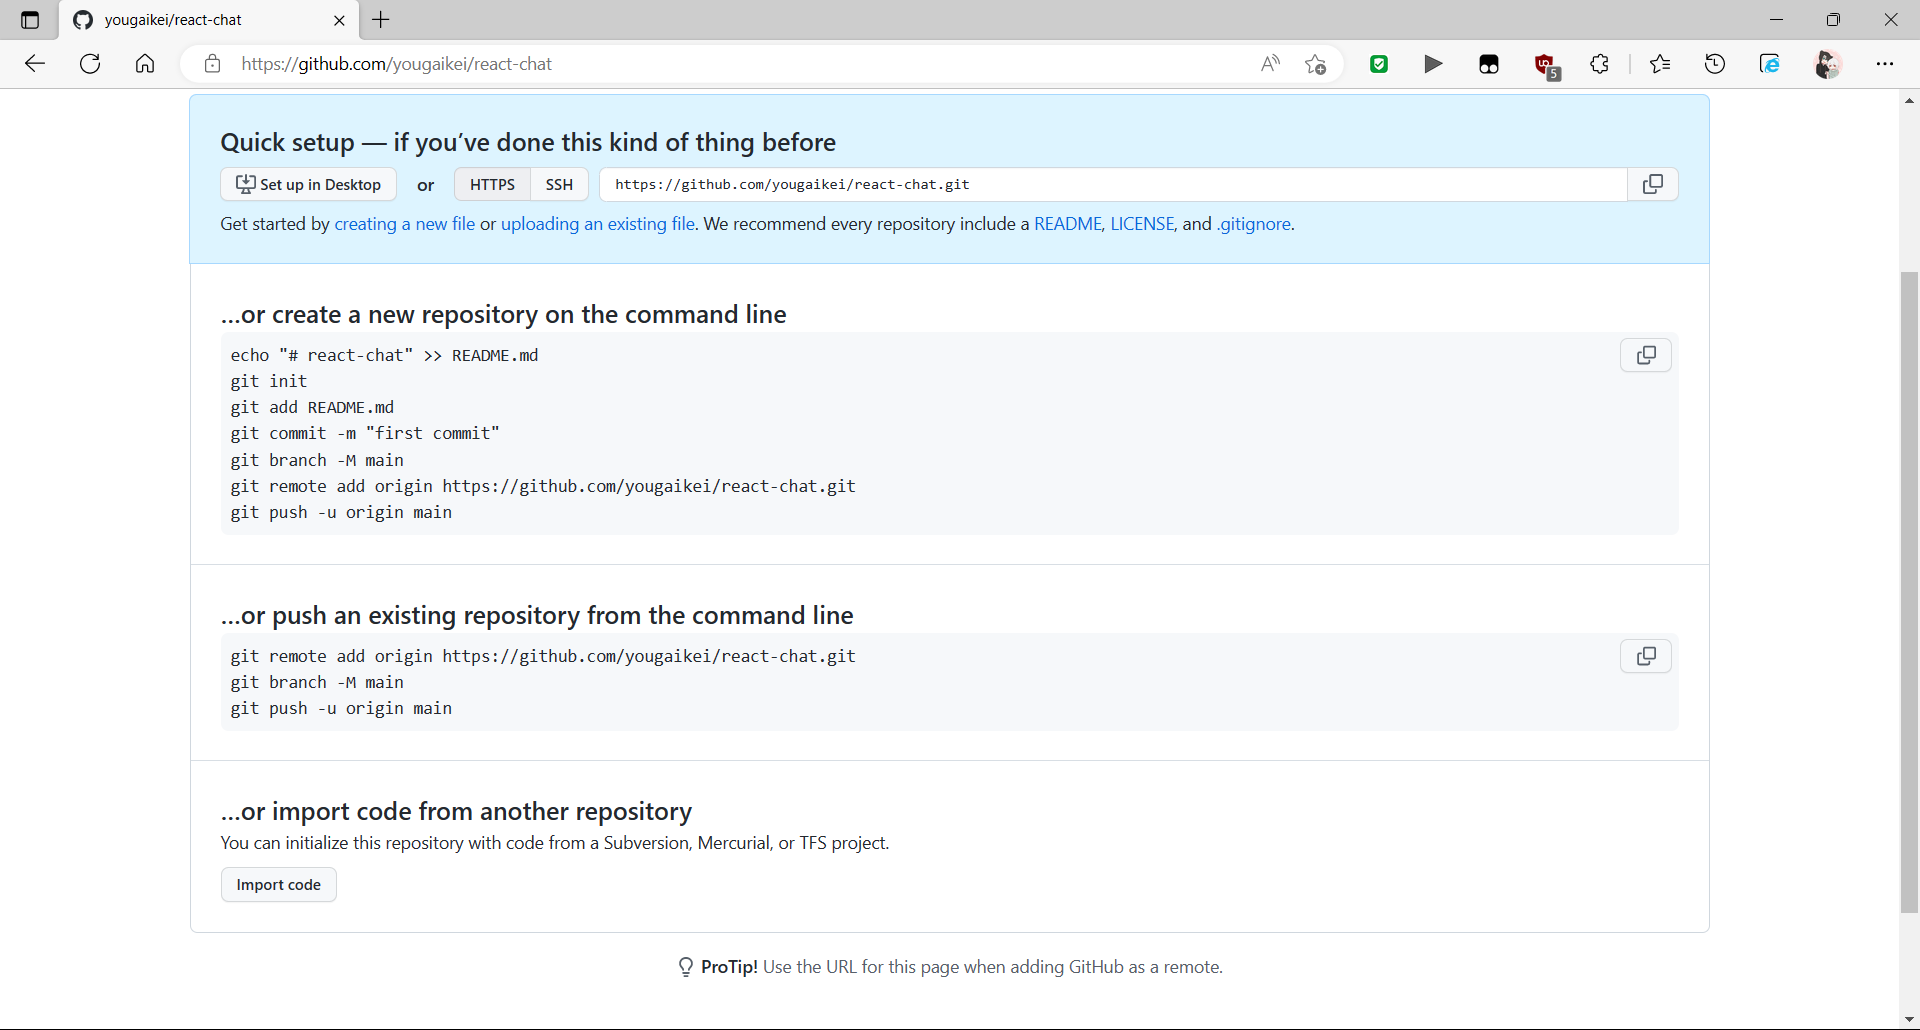 yougaikei/react-chat
https://github.com/yougaikei/react-chat
5
Quick setup — if you’ve done this kind of thing before
Set up in Desktop or HTTPS SSH https://github.com/yougaikei/react-chat.git
Get started by creating a new file or uploading an existing file. We recommend every repository include a README, LICENSE, and .gitignore.
…or create a new repository on the command line
echo "# react-chat" >> README.md
git init
git add README.md
git commit -m "first commit"
git branch -M main
git remote add origin https://github.com/yougaikei/react-chat.git
git push -u origin main
…or push an existing repository from the command line
git remote add origin https://github.com/yougaikei/react-chat.git
git branch -M main
git push -u origin main
…or import code from another repository
You can initialize this repository with code from a Subversion, Mercurial, or TFS project.
Import code
ProTip! Use the URL for this page when adding GitHub as a remote.